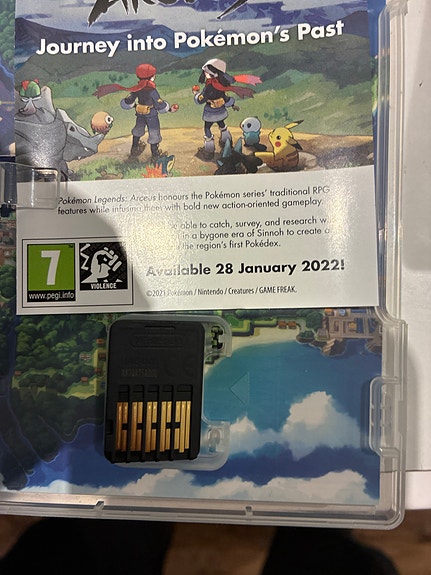 Journey into Pokémon's Past
Pokémon Legends: Arceus honours the Pokémon series' traditional RPG
features while infusing them with bold new action-oriented gameplay.
be able to catch, survey, and research
in a bygone era of Sinnoh to create
the region's first Pokédex.
7
www.pegi.info
VIOLENCE
Available 28 January 2022!
©2021 Pokémon / Nintendo / Creatures / GAME FREAK.